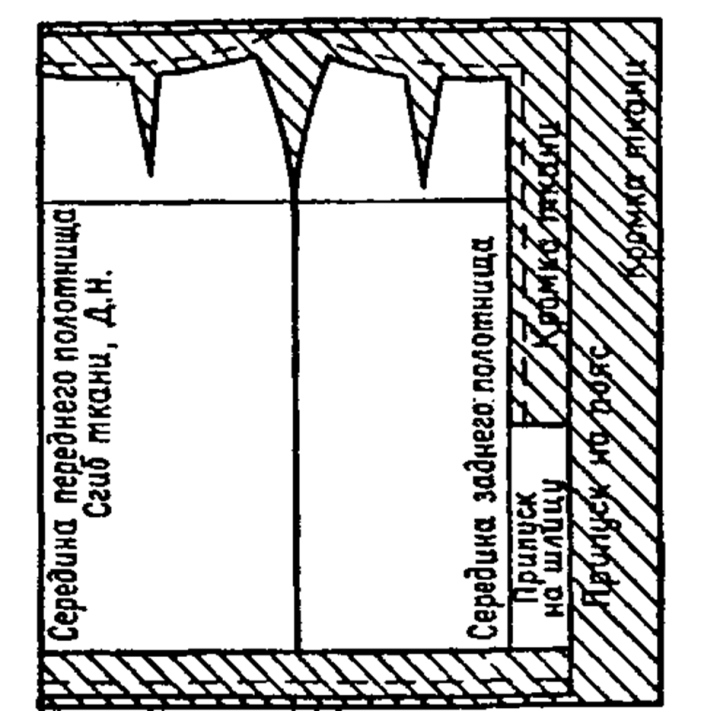 Середина переднего полотнища
Сгиб ткани, Д.Н.
Середина заднего полотнища
Припуск
на шлицу
Кромка ткани
Припуск на пояс
Кромка ткани